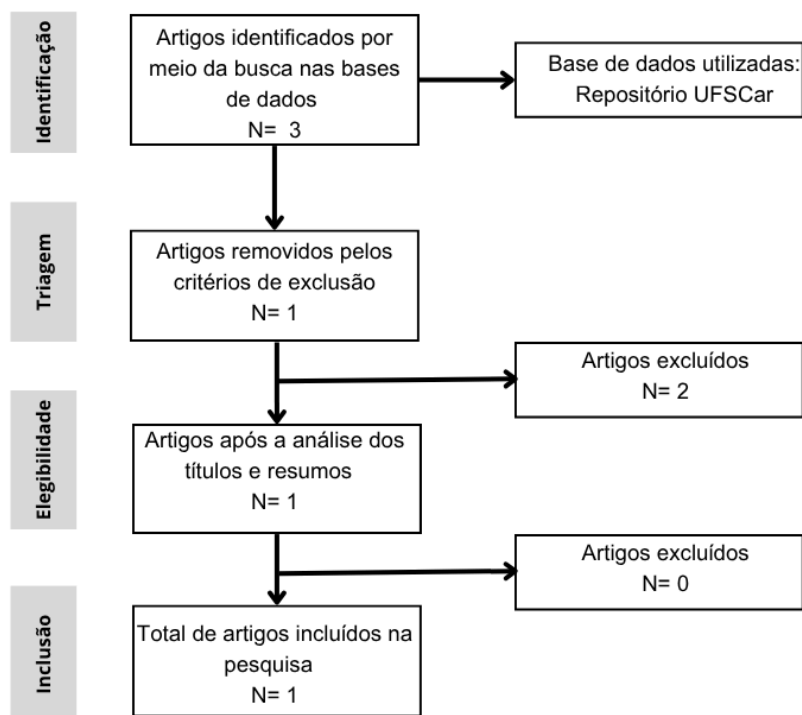 Identificação
Artigos identificados por
meio da busca nas bases
de dados
N= 3
Base de dados utilizadas:
Repositório UFSCar
Triagem
Artigos removidos pelos
critérios de exclusão
N= 1
Artigos excluídos
N= 2
Elegibilidade
Artigos após a análise dos
títulos e resumos
N= 1
Artigos excluídos
N= 0
Inclusão
Total de artigos incluídos na
pesquisa
N= 1